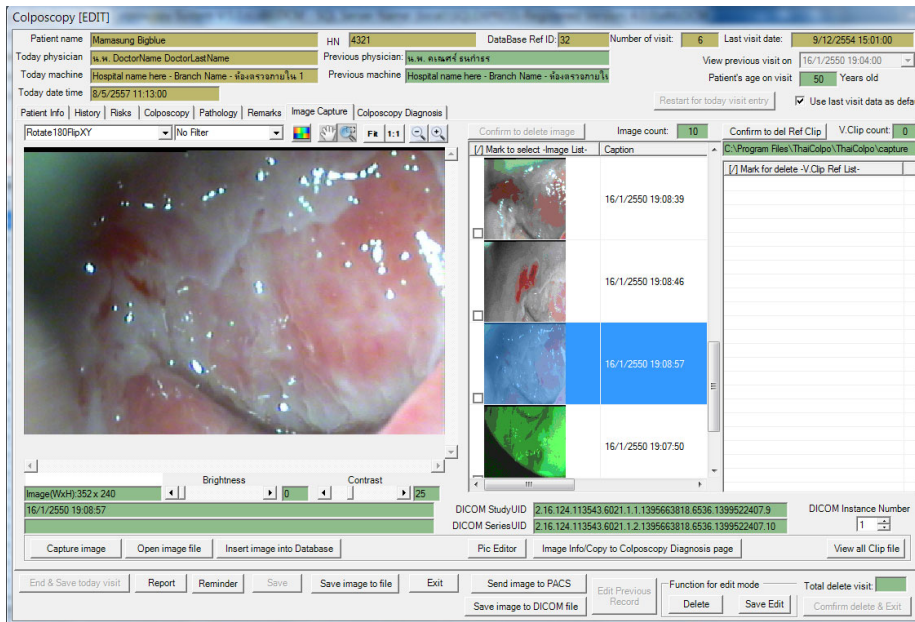 Colposcopy [EDIT]
Patient name Mamasung Bigblue HN 4321 DataBase Ref ID: 32 Number of visit: 6 Last visit date: 9/12/2554 15:01:00
Today physician น.พ. DoctorName DoctorLastName Previous physician: น.พ. คเณศร์ ธนกำธร View previous visit on 16/1/2550 19:04:00
Today machine Hospital name here - Branch Name - ห้องตรวจภายใน 1 Previous machine Hospital name here - Branch Name - ห้องตรวจภายใน Patient's age on visit 50 Years old
Today date time 8/5/2557 11:13:00 Restart for today visit entry Use last visit data as defa
Patient Info History Risks Colposcopy Pathology Remarks Image Capture Colposcopy Diagnosis
Rotate180FlipXY No Filter Fit 1:1 Confirm to delete image Image count: 10 Confirm to del Ref Clip V.Clip count: 0
[/] Mark to select -Image List- Caption C:\Program Files\ThaiColpo\ThaiColpo\capture
[/] Mark for delete -V.Clip Ref List-
16/1/2550 19:08:39
16/1/2550 19:08:46
16/1/2550 19:08:57
16/1/2550 19:07:50
Brightness Contrast
Image(WxH):352 x 240 0 25
16/1/2550 19:08:57 DICOM StudyUID 2.16.124.113543.6021.1.1.1395663818.6536.1399522407.9 DICOM Instance Number
DICOM SeriesUID 2.16.124.113543.6021.1.2.1395663818.6536.1399522407.10 1
Capture image Open image file Insert image into Database Pic Editor Image Info/Copy to Colposcopy Diagnosis page View all Clip file
End & Save today visit Report Reminder Save Save image to file Exit Send image to PACS Edit Previous Record Function for edit mode Total delete visit:
Save image to DICOM file Delete Save Edit Comfirm delete & Exit